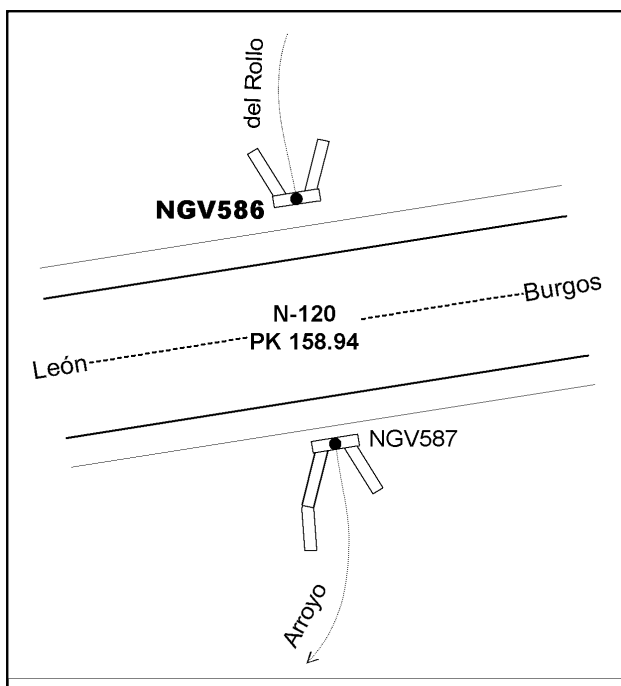 del Rollo
NGV586
Burgos
N-120
PK 158.94
León
NGV587
Arroyo